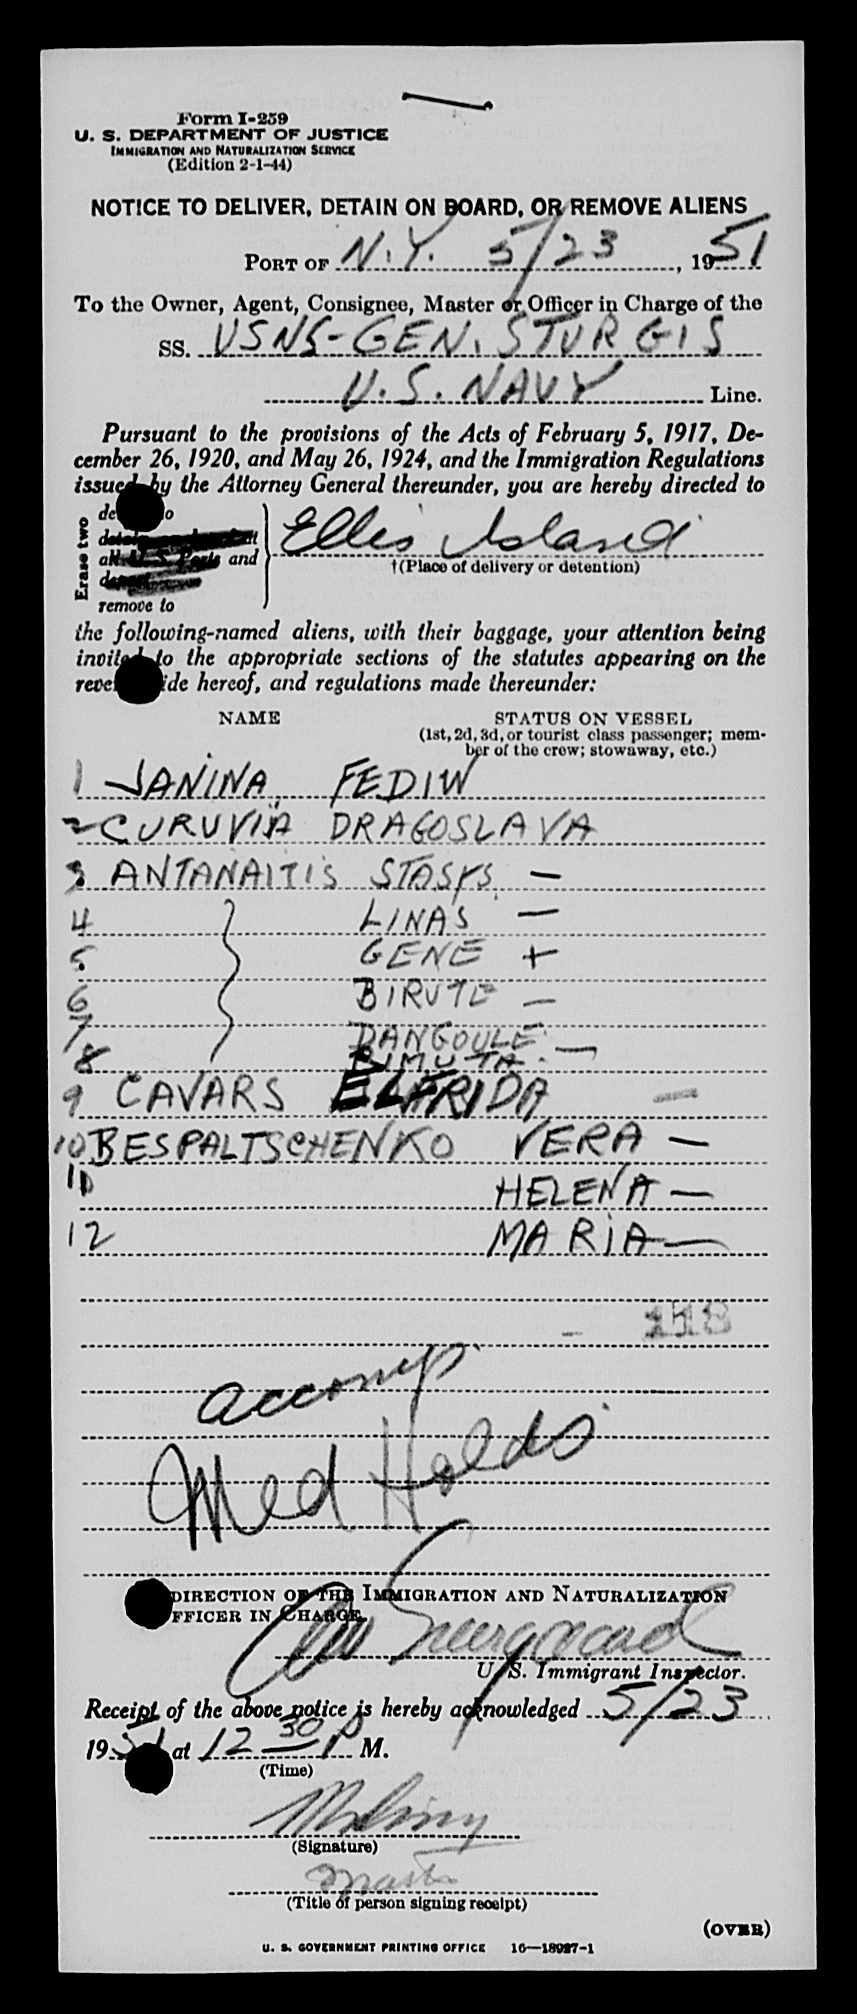 Form I-259
U. S. DEPARTMENT OF JUSTICE
IMMIGRATION AND NATURALIZATION SERVICE
(Edition 2-1-44)
NOTICE TO DELIVER, DETAIN ON BOARD, OR REMOVE ALIENS
PORT OF N.Y. 5/23, 1951
To the Owner, Agent, Consignee, Master or Officer in Charge of the
SS. USNS-GEN. STURGIS
U.S. NAVY Line.
Pursuant to the provisions of the Acts of February 5, 1917, De-
cember 26, 1920, and May 26, 1924, and the Immigration Regulations
issued by the Attorney General thereunder, you are hereby directed to
Erase two
and
remove to
Ellis Island
†(Place of delivery or detention)
the following-named aliens, with their baggage, your attention being
invited to the appropriate sections of the statutes appearing on the
hereof, and regulations made thereunder:
NAME STATUS ON VESSEL
(1st, 2d, 3d, or tourist class passenger; mem-
ber of the crew; stowaway, etc.)
1 JANINA, FEDIW
2 CURUVIA DRAGOSLAVA
3 ANTANAITIS STASYS —
4 LINAS —
5 GENE +
6 BIRUTE —
7 DANGOULE —
8 RIMUTA
9 CAVARS ELFRIDA —
10 BESPALTSCHENKO VERA —
11 HELENA —
12 MARIA —
118
accomp.
Med Holds
DIRECTION OF THE IMMIGRATION AND NATURALIZATION
OFFICER IN CHARGE.
U. S. Immigrant Inspector.
Receipt of the above notice is hereby acknowledged 5/23
1951 at 12 30 P M.
(Time)
(Signature)
(Title of person signing receipt)
(OVER)
U. S. GOVERNMENT PRINTING OFFICE 16—18927-1